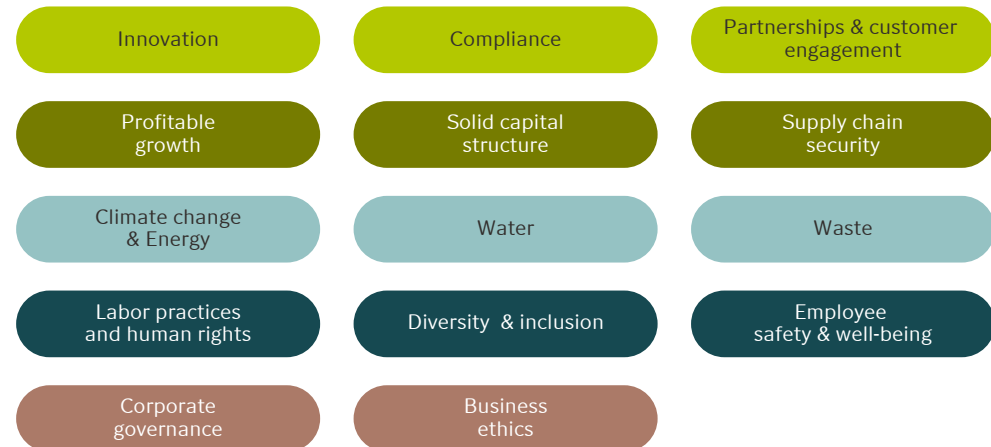 Innovation
Compliance
Partnerships & customer
engagement
Profitable
growth
Solid capital
structure
Supply chain
security
Climate change
& Energy
Water
Waste
Labor practices
and human rights
Diversity & inclusion
Employee
safety & well-being
Corporate
governance
Business
ethics